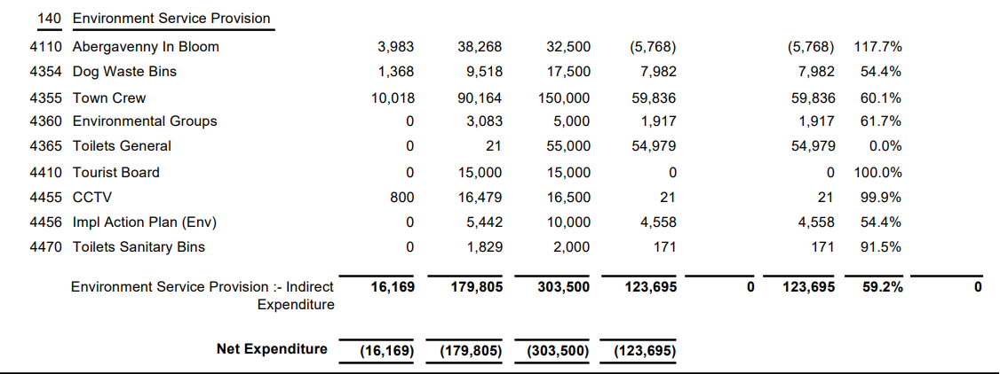 140 Environment Service Provision
4110 Abergavenny In Bloom 3,983 38,268 32,500 (5,768) (5,768) 117.7%
4354 Dog Waste Bins 1,368 9,518 17,500 7,982 7,982 54.4%
4355 Town Crew 10,018 90,164 150,000 59,836 59,836 60.1%
4360 Environmental Groups 0 3,083 5,000 1,917 1,917 61.7%
4365 Toilets General 0 21 55,000 54,979 54,979 0.0%
4410 Tourist Board 0 15,000 15,000 0 0 100.0%
4455 CCTV 800 16,479 16,500 21 21 99.9%
4456 Impl Action Plan (Env) 0 5,442 10,000 4,558 4,558 54.4%
4470 Toilets Sanitary Bins 0 1,829 2,000 171 171 91.5%
Environment Service Provision :- Indirect 16,169 179,805 303,500 123,695 0 123,695 59.2% 0
Expenditure
Net Expenditure (16,169) (179,805) (303,500) (123,695)